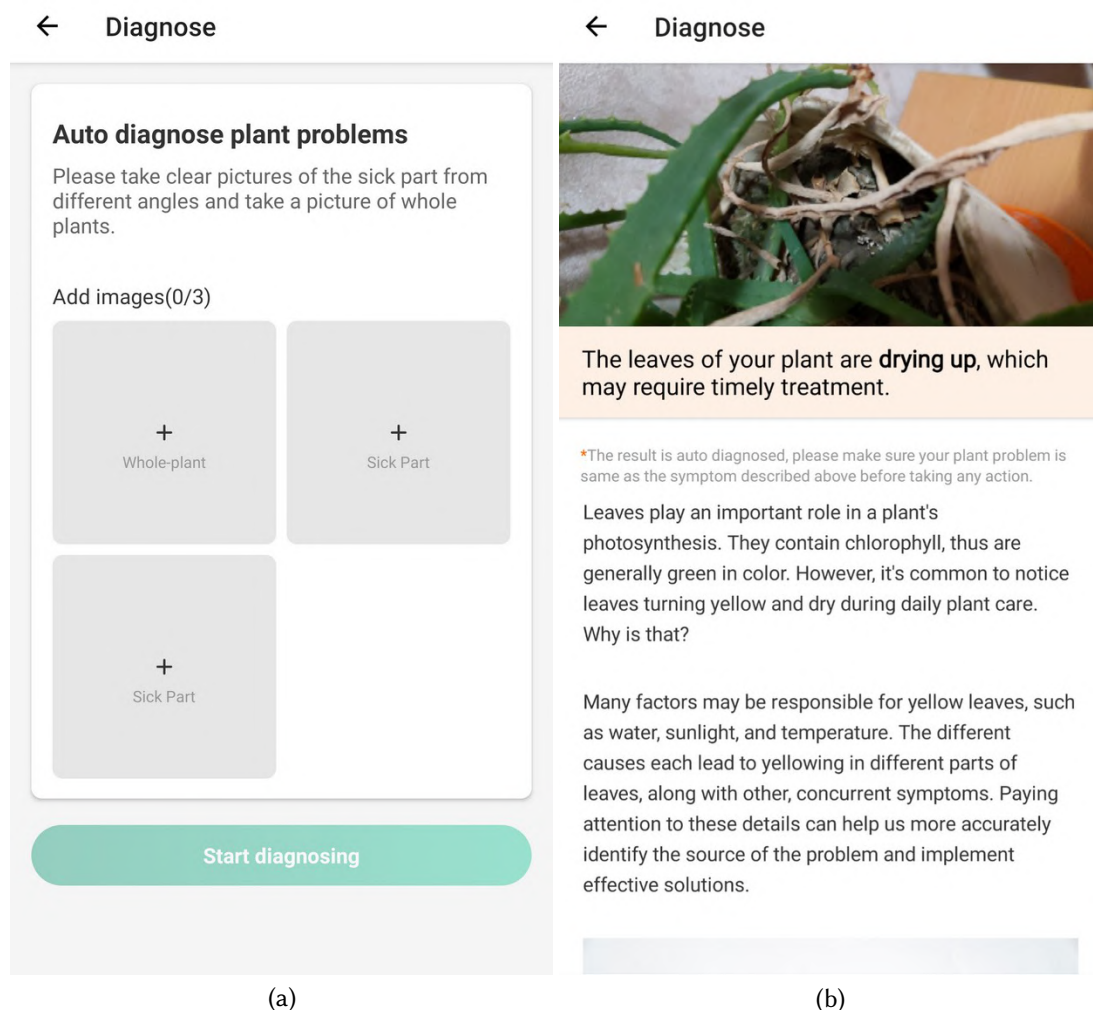 Diagnose
Auto diagnose plant problems
Please take clear pictures of the sick part from
different angles and take a picture of whole
plants.
Add images(0/3)
+
Whole-plant
+
Sick Part
+
Sick Part
Start diagnosing
(a)
Diagnose
The leaves of your plant are drying up, which
may require timely treatment.
*The result is auto diagnosed, please make sure your plant problem is
same as the symptom described above before taking any action.
Leaves play an important role in a plant's
photosynthesis. They contain chlorophyll, thus are
generally green in color. However, it's common to notice
leaves turning yellow and dry during daily plant care.
Why is that?
Many factors may be responsible for yellow leaves, such
as water, sunlight, and temperature. The different
causes each lead to yellowing in different parts of
leaves, along with other, concurrent symptoms. Paying
attention to these details can help us more accurately
identify the source of the problem and implement
effective solutions.
(b)